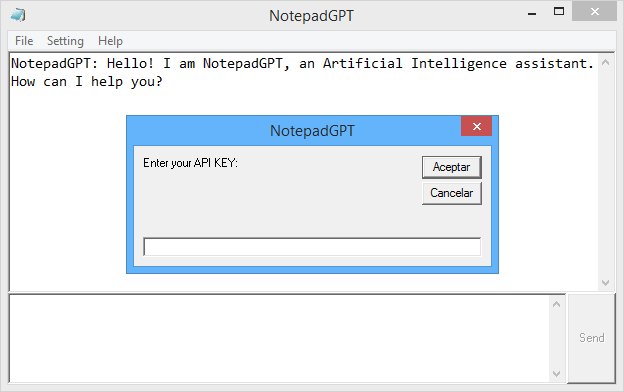 NotepadGPT
File Setting Help
NotepadGPT: Hello! I am NotepadGPT, an Artificial Intelligence assistant.
How can I help you?
NotepadGPT
Enter your API KEY:
Aceptar
Cancelar
Send